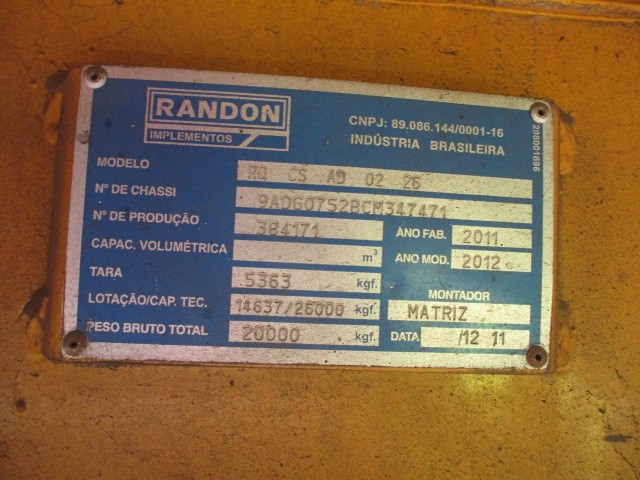 RANDON
IMPLEMENTOS
CNPJ: 89.086.144/0001-16
INDÚSTRIA BRASILEIRA
208001696
MODELO RQ CS AD 02 26
Nº DE CHASSI 9ADG0752BCM347471
Nº DE PRODUÇÃO 384171 ANO FAB. 2011
CAPAC. VOLUMÉTRICA m³ ANO MOD. 2012
TARA 5363 kgf. MONTADOR
LOTAÇÃO/CAP. TEC. 14637/26000 kgf. MATRIZ
PESO BRUTO TOTAL 20000 kgf. DATA /12 11